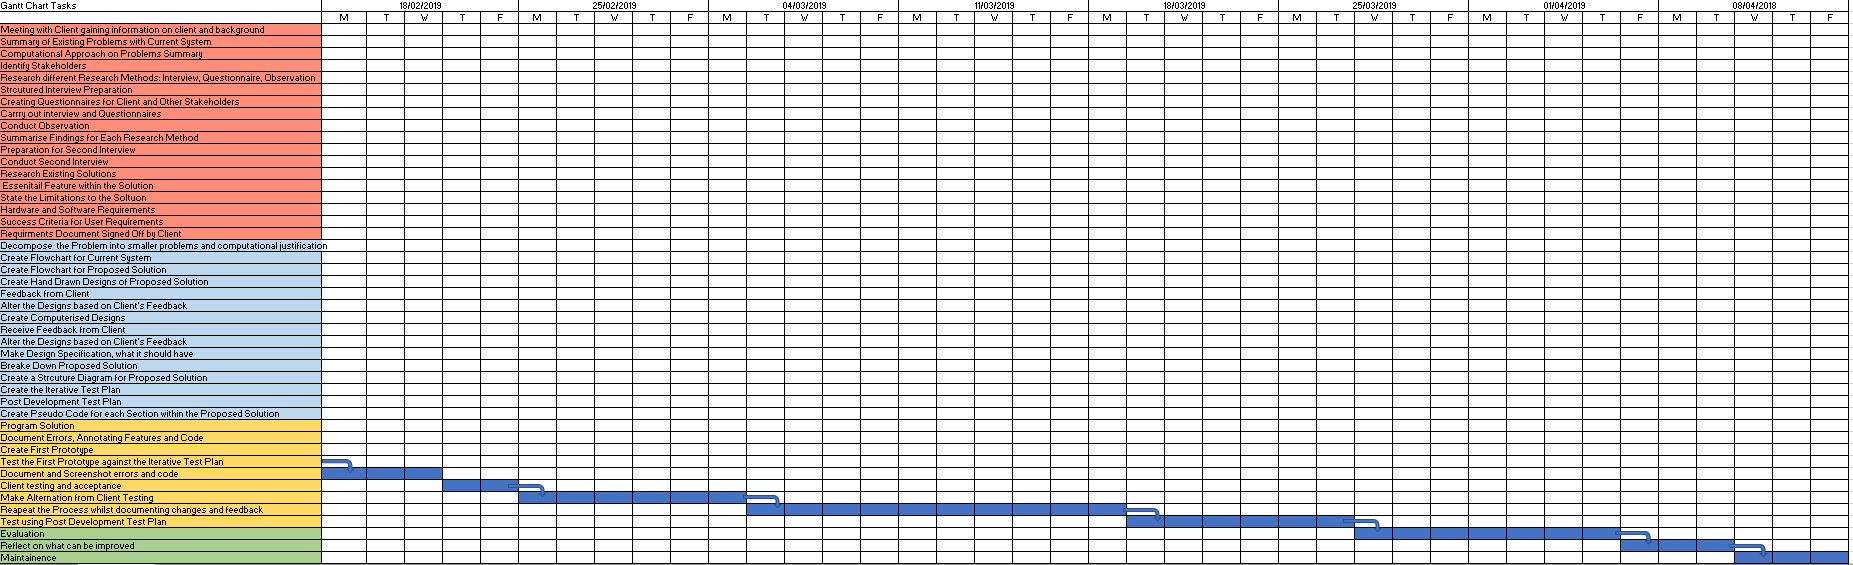 Gantt Chart Tasks 18/02/2019 25/02/2019 04/03/2019 11/03/2019 18/03/2019 25/03/2019 01/04/2019 08/04/2018
M T W T F M T W T F M T W T F M T W T F M T W T F M T W T F M T W T F M T W T F
Meeting with Client gaining information on client and background
Summary of Existing Problems with Current System
Computational Approach on Problems Summary
Identify Stakeholders
Research different Research Methods: Interview, Questionnaire, Observation
Strcutured Interview Preparation
Creating Questionnaires for Client and Other Stakeholders
Carrry out interview and Questionnaires
Conduct Observation
Summarise Findings for Each Research Method
Preparation for Second Interview
Conduct Second Interview
Research Existing Solutions
Essenitail Feature within the Solution
State the Limitations to the Soltuon
Hardware and Software Requirements
Success Criteria for User Requirements
Requirments Document Signed Off by Client
Decompose the Problem into smaller problems and computational justification
Create Flowchart for Current System
Create Flowchart for Proposed Solution
Create Hand Drawn Designs of Proposed Solution
Feedback from Client
Alter the Designs based on Client's Feedback
Create Computerised Designs
Receive Feedback from Client
Alter the Designs based on Client's Feedback
Make Design Specification, what it should have
Breake Down Proposed Solution
Create a Strcuture Diagram for Proposed Solution
Create the Iterative Test Plan
Post Development Test Plan
Create Pseudo Code for each Section within the Proposed Solution
Program Solution
Document Errors, Annotating Features and Code
Create First Prototype
Test the First Prototype against the Iterative Test Plan
Document and Screenshot errors and code
Client testing and acceptance
Make Alternation from Client Testing
Reapeat the Process whilst documenting changes and feedback
Test using Post Development Test Plan
Evaluation
Reflect on what can be improved
Maintainence